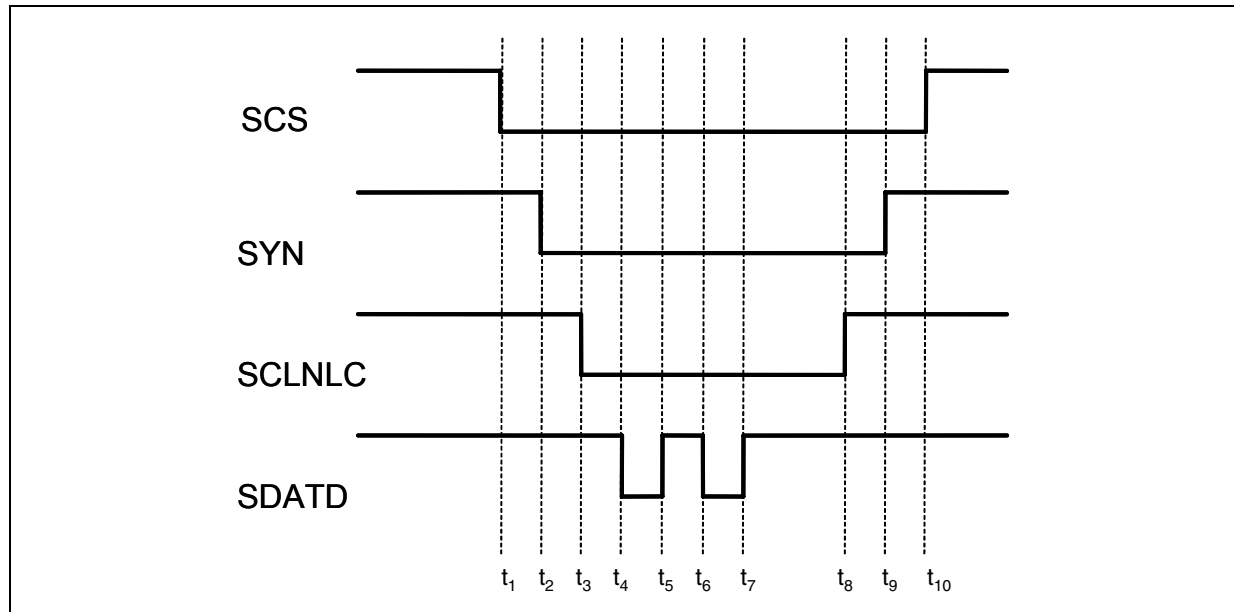 SCS
SYN
SCLNLC
SDATD
t₁ t₂ t₃ t₄ t₅ t₆ t₇ t₈ t₉ t₁₀